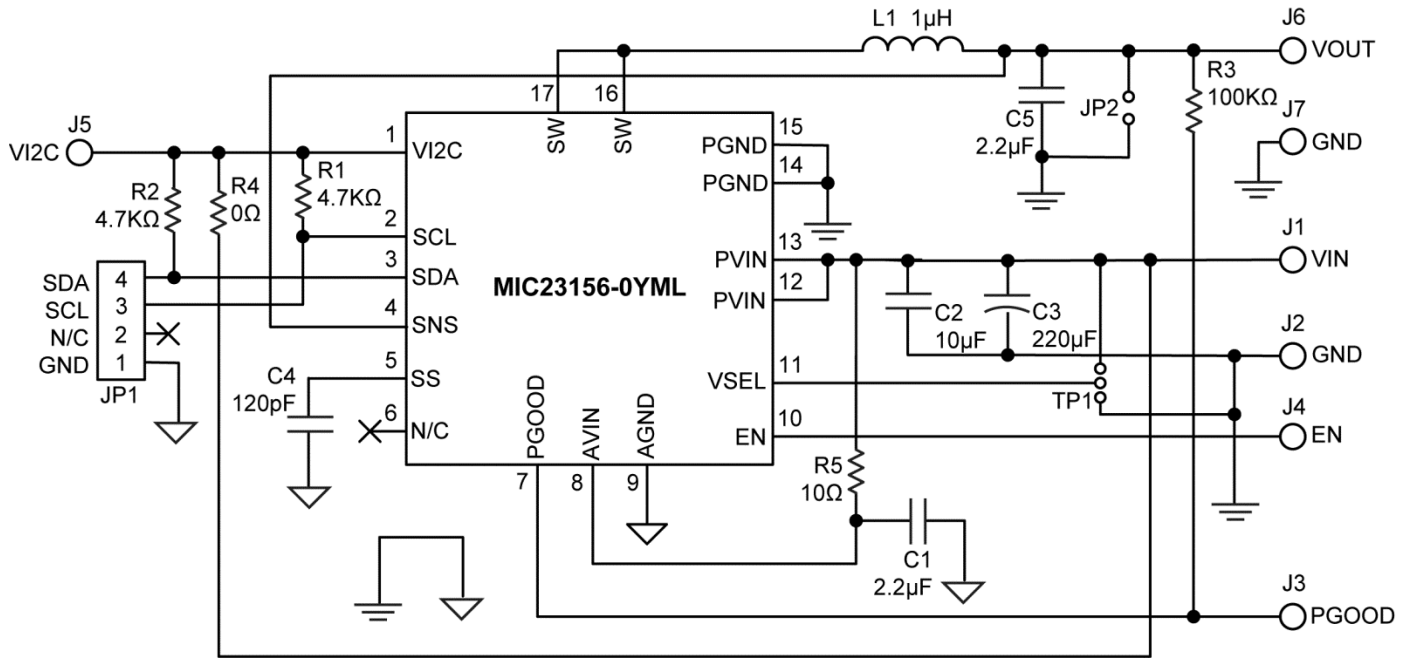 L1 1µH
J6
VOUT
17
16
R3
100KΩ
C5
2.2µF
JP2
J7
GND
J5
VI2C
1
VI2C
SW
SW
15
PGND
14
PGND
R2
4.7KΩ
R4
0Ω
R1
4.7KΩ
2
SCL
3
SDA
4
SNS
MIC23156-0YML
13
PVIN
12
PVIN
J1
VIN
SDA 4
SCL 3
N/C 2
GND 1
JP1
C2
10µF
C3
220µF
J2
GND
C4
120pF
5
SS
6
N/C
11
VSEL
TP1
10
EN
J4
EN
PGOOD
AVIN
AGND
7
8
9
R5
10Ω
C1
2.2µF
J3
PGOOD